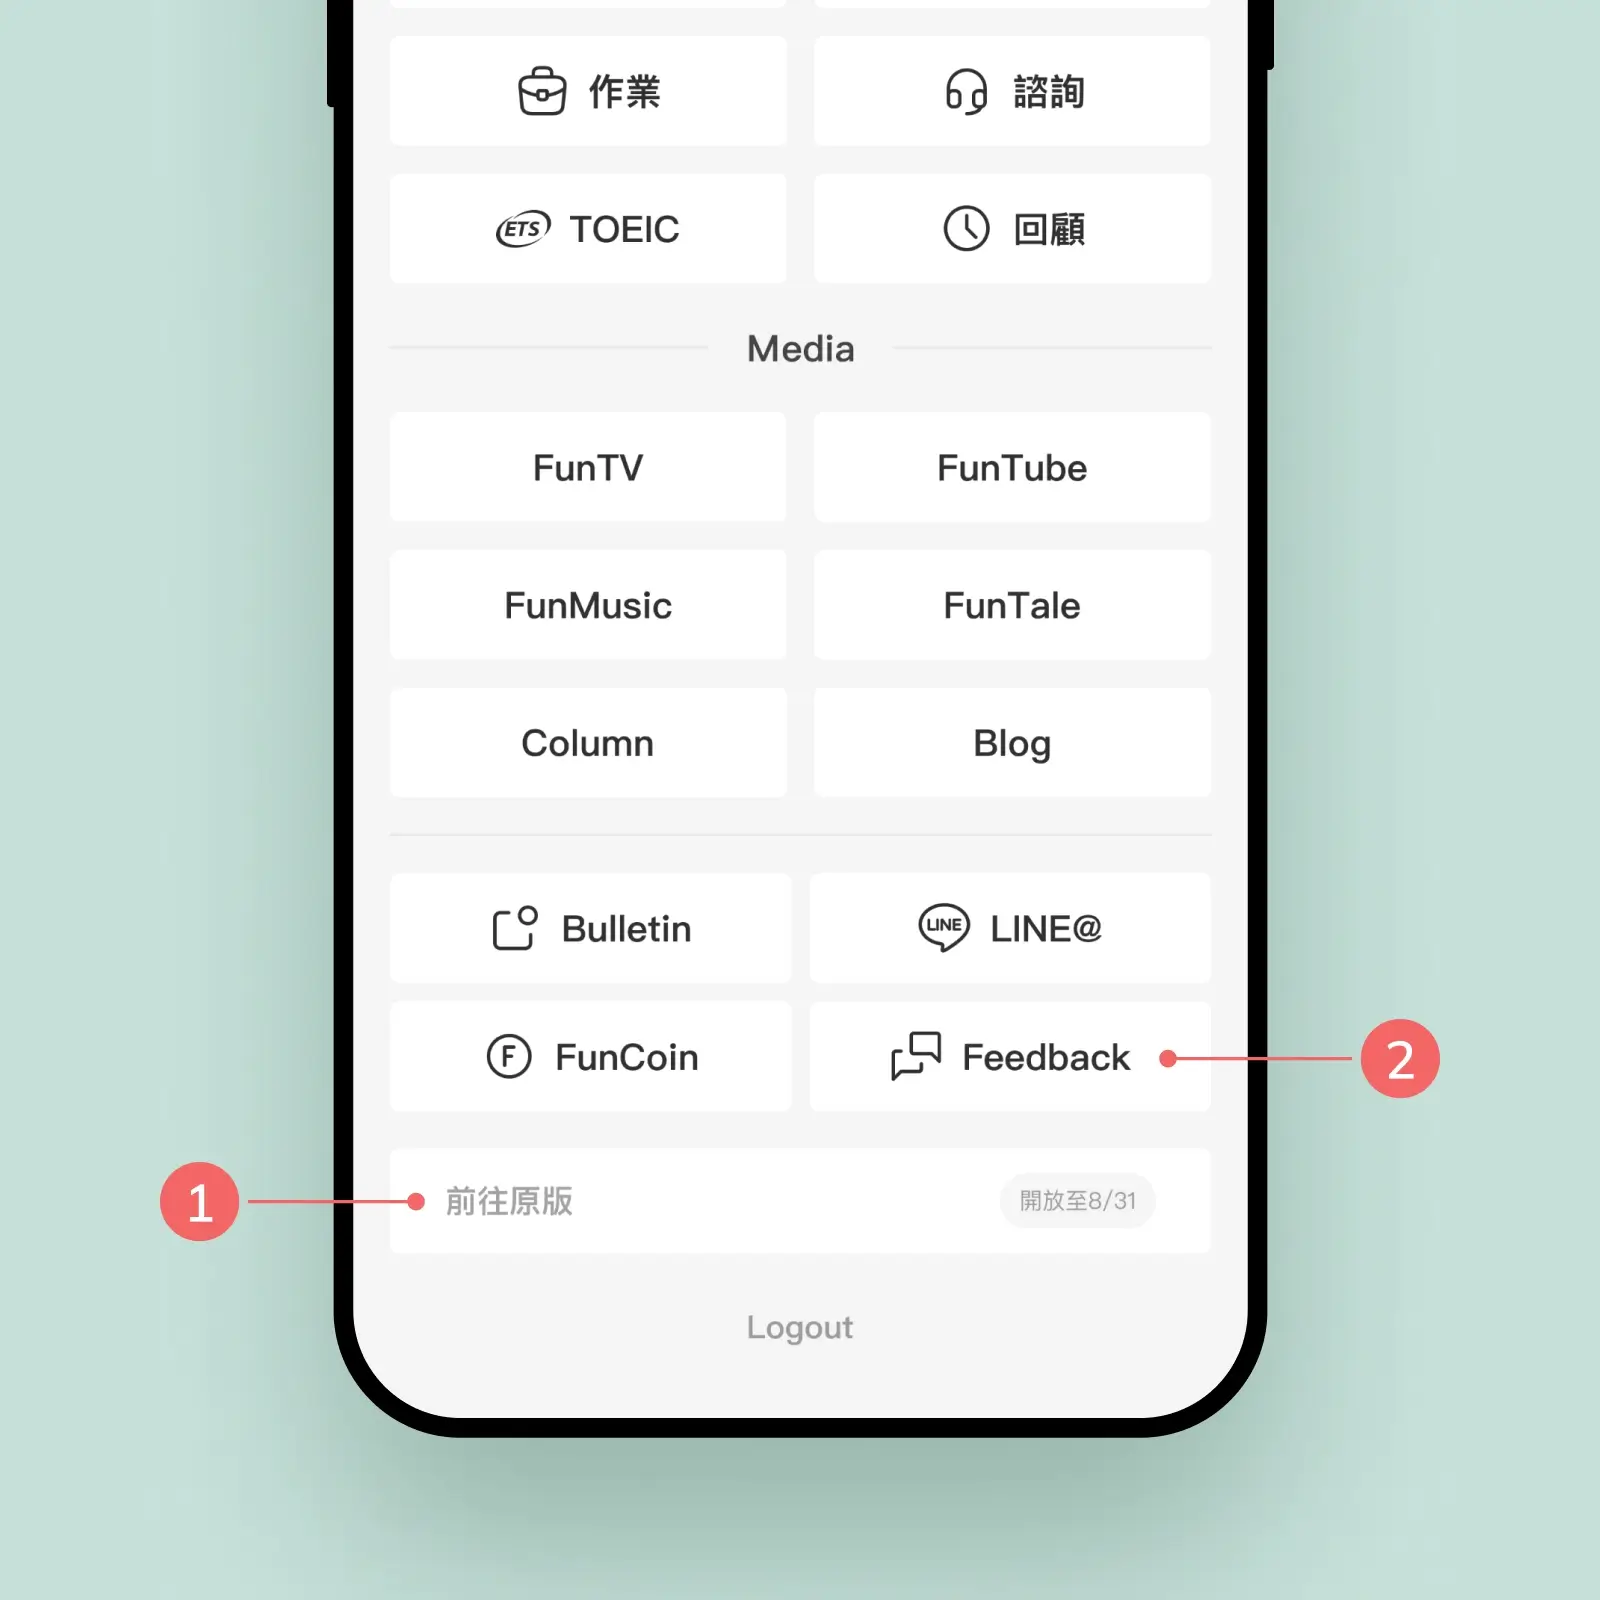 作業
諮詢
ETS TOEIC
回顧
Media
FunTV
FunTube
FunMusic
FunTale
Column
Blog
Bulletin
LINE LINE@
F FunCoin
Feedback
2
1
前往原版
開放至8/31
Logout